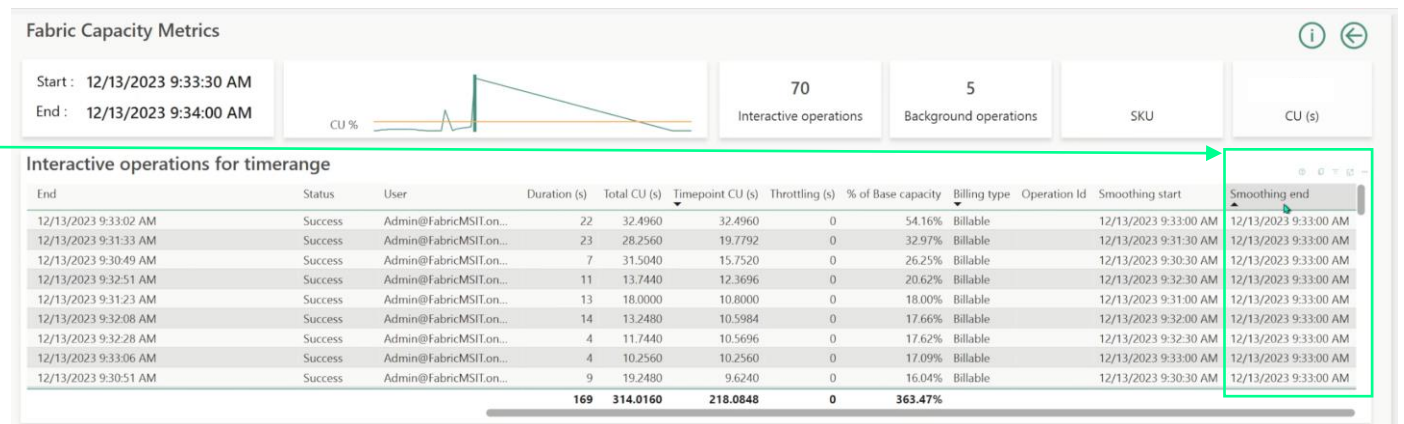 Fabric Capacity Metrics
Start : 12/13/2023 9:33:30 AM
End : 12/13/2023 9:34:00 AM
CU %
70
Interactive operations
5
Background operations
SKU
CU (s)
Interactive operations for timerange
End Status User Duration (s) Total CU (s) Timepoint CU (s) Throttling (s) % of Base capacity Billing type Operation Id Smoothing start Smoothing end
12/13/2023 9:33:02 AM Success Admin@FabricMSIT.on... 22 32.4960 32.4960 0 54.16% Billable 12/13/2023 9:33:00 AM 12/13/2023 9:33:00 AM
12/13/2023 9:31:33 AM Success Admin@FabricMSIT.on... 23 28.2560 19.7792 0 32.97% Billable 12/13/2023 9:31:30 AM 12/13/2023 9:33:00 AM
12/13/2023 9:30:49 AM Success Admin@FabricMSIT.on... 7 31.5040 15.7520 0 26.25% Billable 12/13/2023 9:30:30 AM 12/13/2023 9:33:00 AM
12/13/2023 9:32:51 AM Success Admin@FabricMSIT.on... 11 13.7440 12.3696 0 20.62% Billable 12/13/2023 9:32:30 AM 12/13/2023 9:33:00 AM
12/13/2023 9:31:23 AM Success Admin@FabricMSIT.on... 13 18.0000 10.8000 0 18.00% Billable 12/13/2023 9:31:00 AM 12/13/2023 9:33:00 AM
12/13/2023 9:32:08 AM Success Admin@FabricMSIT.on... 14 13.2480 10.5984 0 17.66% Billable 12/13/2023 9:32:00 AM 12/13/2023 9:33:00 AM
12/13/2023 9:32:28 AM Success Admin@FabricMSIT.on... 4 11.7440 10.5696 0 17.62% Billable 12/13/2023 9:32:30 AM 12/13/2023 9:33:00 AM
12/13/2023 9:33:06 AM Success Admin@FabricMSIT.on... 4 10.2560 10.2560 0 17.09% Billable 12/13/2023 9:33:00 AM 12/13/2023 9:33:00 AM
12/13/2023 9:30:51 AM Success Admin@FabricMSIT.on... 9 19.2480 9.6240 0 16.04% Billable 12/13/2023 9:30:30 AM 12/13/2023 9:33:00 AM
169 314.0160 218.0848 0 363.47%